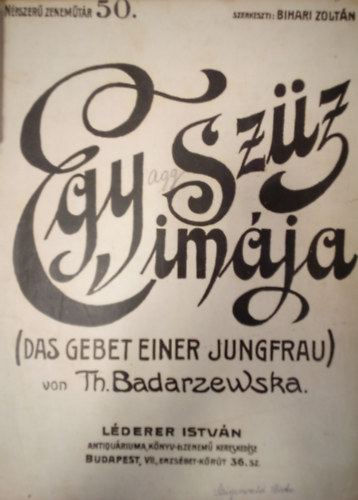 NÉPSZERŰ ZENEMŰTÁR 50.
SZERKESZTI: BIHARI ZOLTÁN
Egy agg Szűz
imája
(DAS GEBET EINER JUNGFRAU)
von Th. Badarzewska.
LÉDERER ISTVÁN
ANTIQUÁRIUMA, KÖNYV- ÉS ZENEMŰ KERESKEDÉSE
BUDAPEST, VII, ERZSÉBET-KÖRÚT 36. SZ.